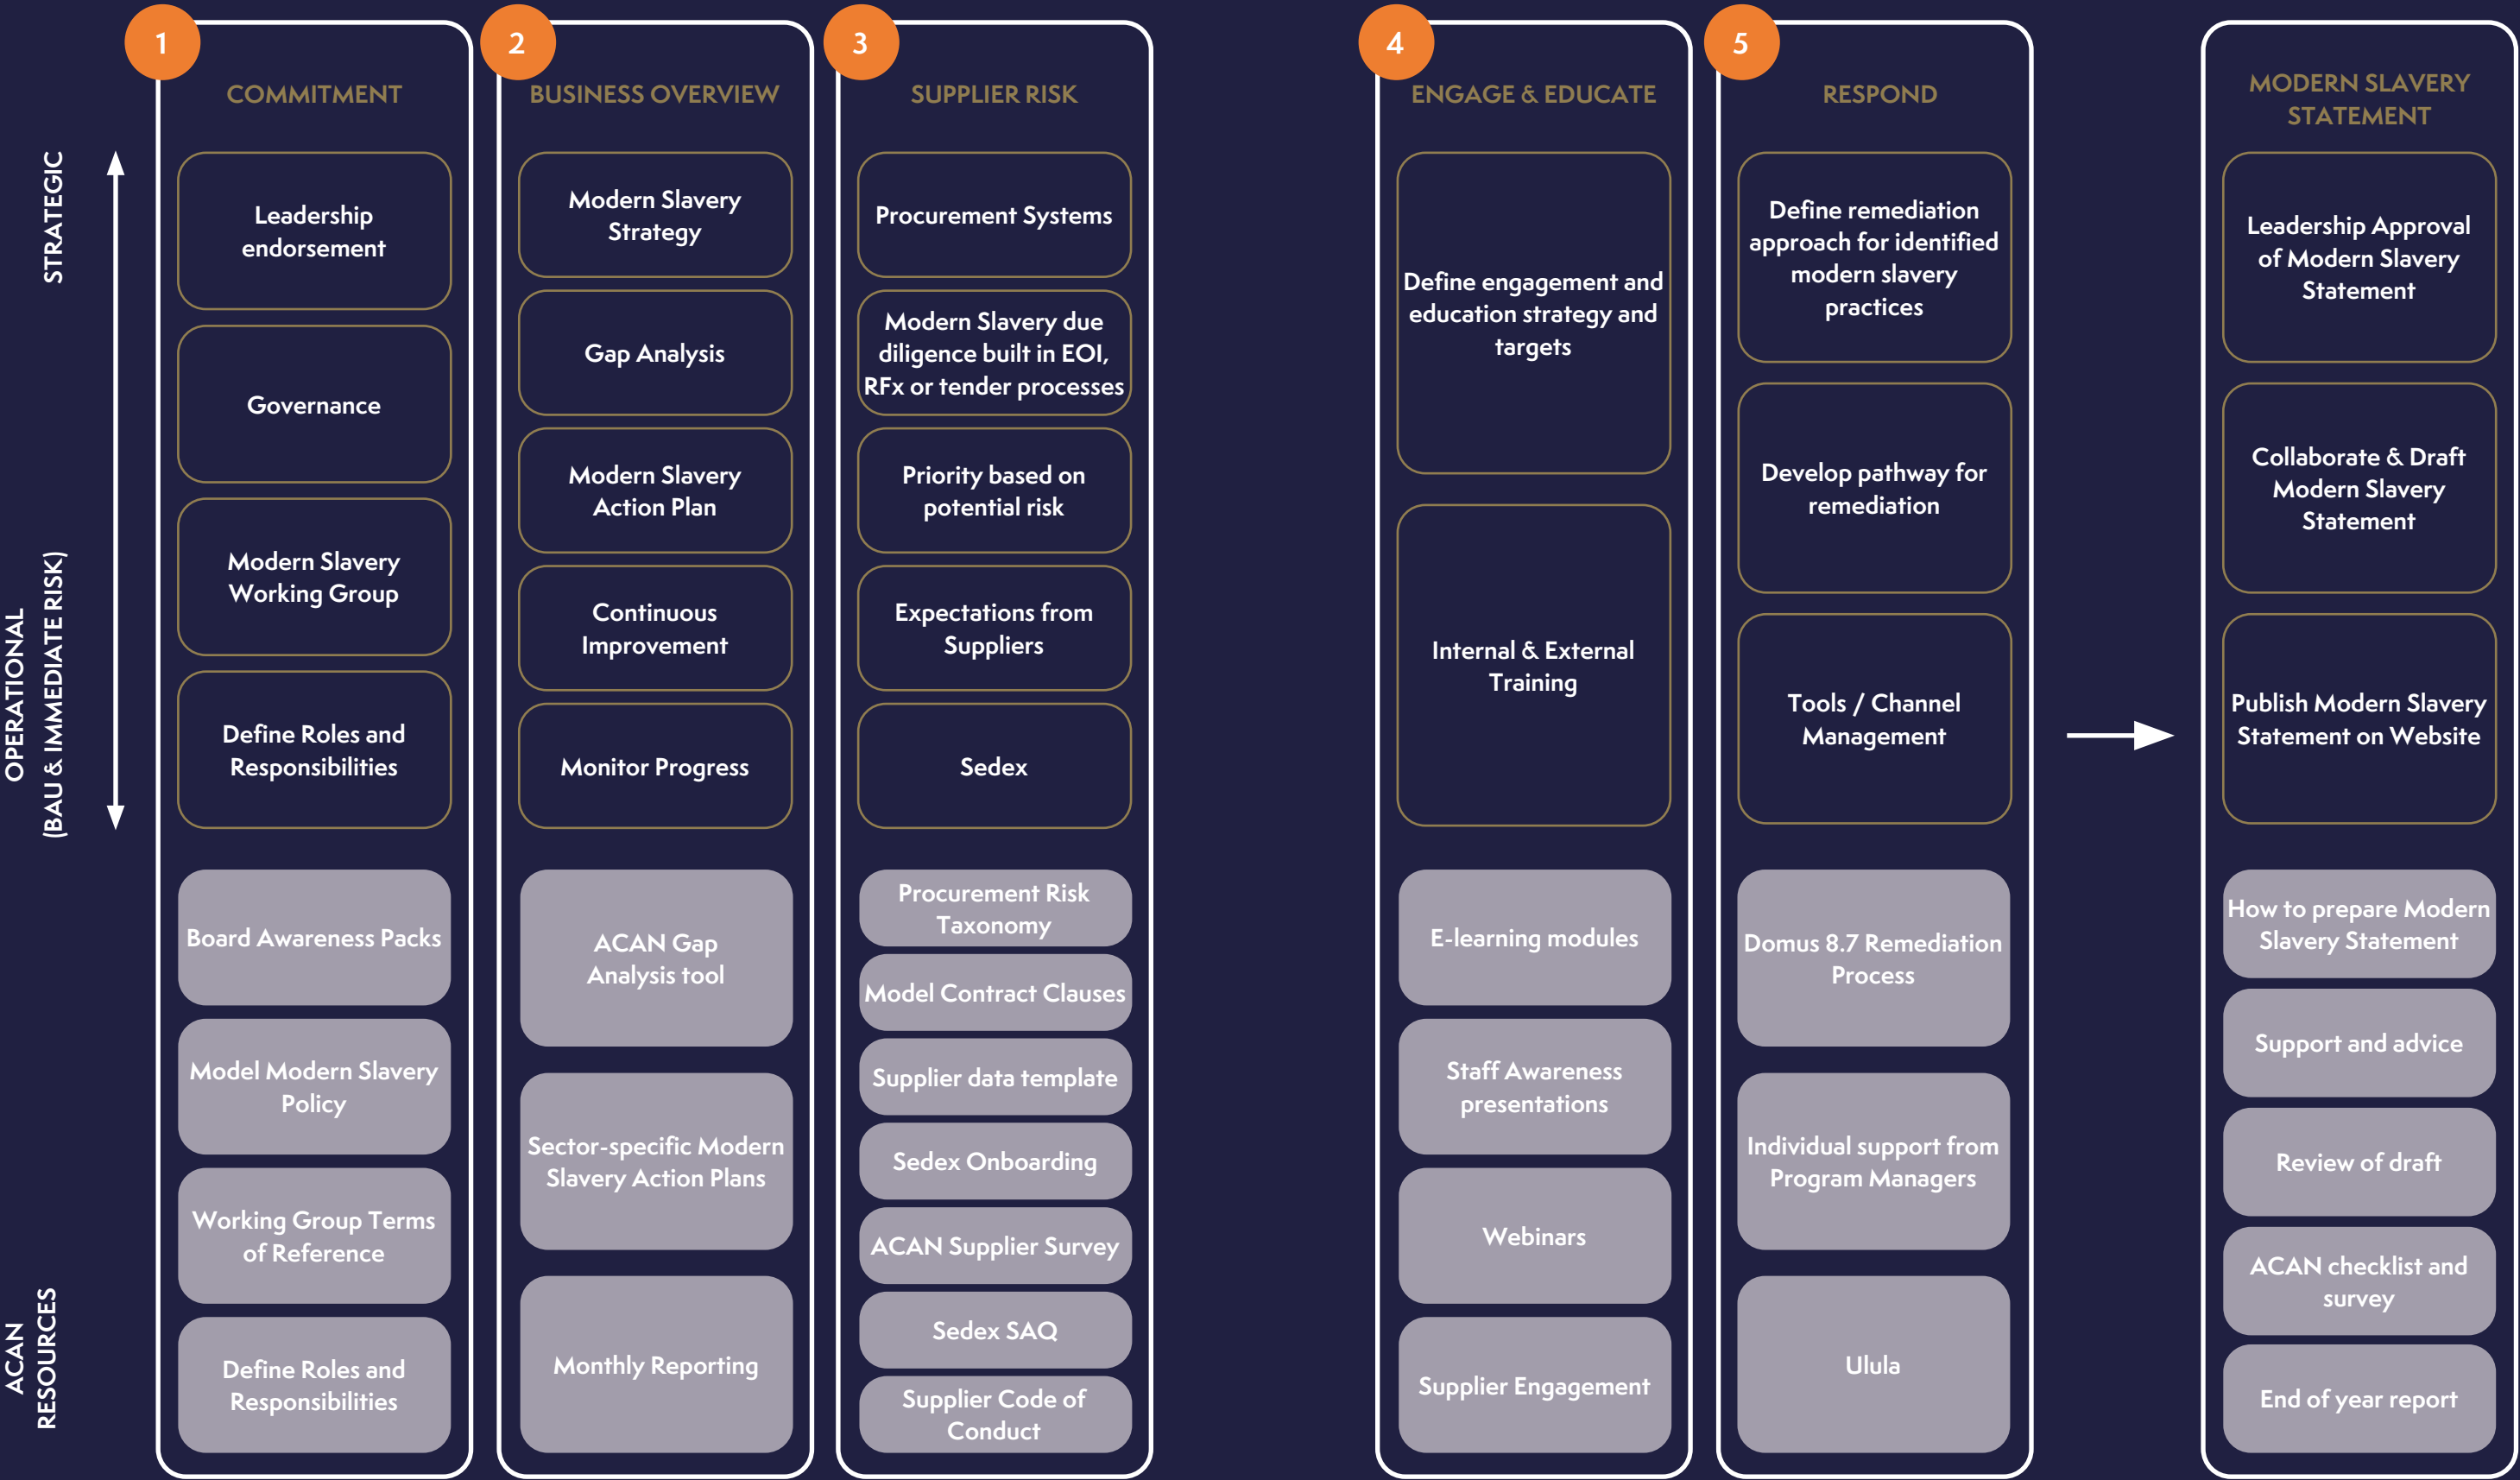 STRATEGIC
OPERATIONAL
(BAU & IMMEDIATE RISK)
ACAN
RESOURCES
1
COMMITMENT
Leadership
endorsement
Governance
Modern Slavery
Working Group
Define Roles and
Responsibilities
Board Awareness Packs
Model Modern Slavery
Policy
Working Group Terms
of Reference
Define Roles and
Responsibilities
2
BUSINESS OVERVIEW
Modern Slavery
Strategy
Gap Analysis
Modern Slavery
Action Plan
Continuous
Improvement
Monitor Progress
ACAN Gap
Analysis tool
Sector-specific Modern
Slavery Action Plans
Monthly Reporting
3
SUPPLIER RISK
Procurement Systems
Modern Slavery due
diligence built in EOI,
RFx or tender processes
Priority based on
potential risk
Expectations from
Suppliers
Sedex
Procurement Risk
Taxonomy
Model Contract Clauses
Supplier data template
Sedex Onboarding
ACAN Supplier Survey
Sedex SAQ
Supplier Code of
Conduct
4
ENGAGE & EDUCATE
Define engagement and
education strategy and
targets
Internal & External
Training
E-learning modules
Staff Awareness
presentations
Webinars
Supplier Engagement
5
RESPOND
Define remediation
approach for identified
modern slavery
practices
Develop pathway for
remediation
Tools / Channel
Management
Domus 8.7 Remediation
Process
Individual support from
Program Managers
Ulula
MODERN SLAVERY
STATEMENT
Leadership Approval
of Modern Slavery
Statement
Collaborate & Draft
Modern Slavery
Statement
Publish Modern Slavery
Statement on Website
How to prepare Modern
Slavery Statement
Support and advice
Review of draft
ACAN checklist and
survey
End of year report